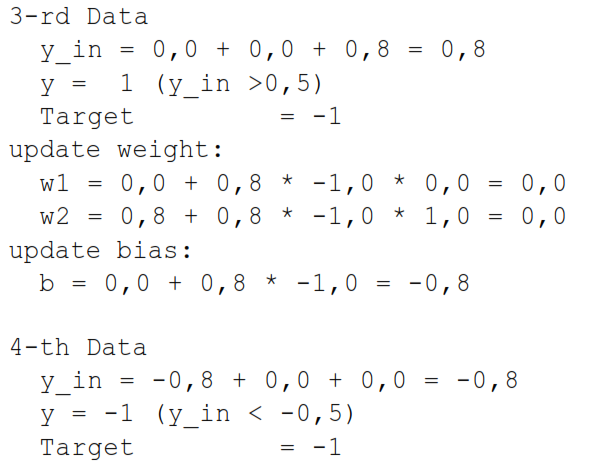 3-rd Data
y_in = 0,0 + 0,0 + 0,8 = 0,8
y =  1 (y_in >0,5)
Target         = -1
update weight:
w1 = 0,0 + 0,8 * -1,0 * 0,0 = 0,0
w2 = 0,8 + 0,8 * -1,0 * 1,0 = 0,0
update bias:
b = 0,0 + 0,8 * -1,0 = -0,8
4-th Data
y_in = -0,8 + 0,0 + 0,0 = -0,8
y = -1 (y_in < -0,5)
Target         = -1